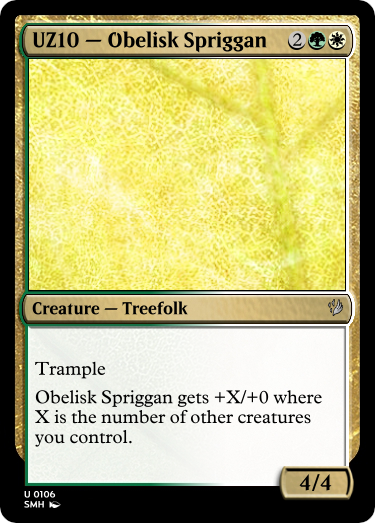 UZ10 — Obelisk Spriggan 2
Creature — Treefolk
Trample
Obelisk Spriggan gets +X/+0 where
X is the number of other creatures
you control.
4/4
U 0106
SMH